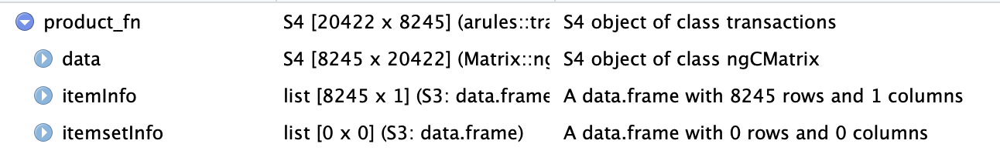 product_fn S4 [20422 x 8245] (arules::tra S4 object of class transactions
data S4 [8245 x 20422] (Matrix::ng S4 object of class ngCMatrix
itemInfo list [8245 x 1] (S3: data.frame A data.frame with 8245 rows and 1 columns
itemsetInfo list [0 x 0] (S3: data.frame) A data.frame with 0 rows and 0 columns